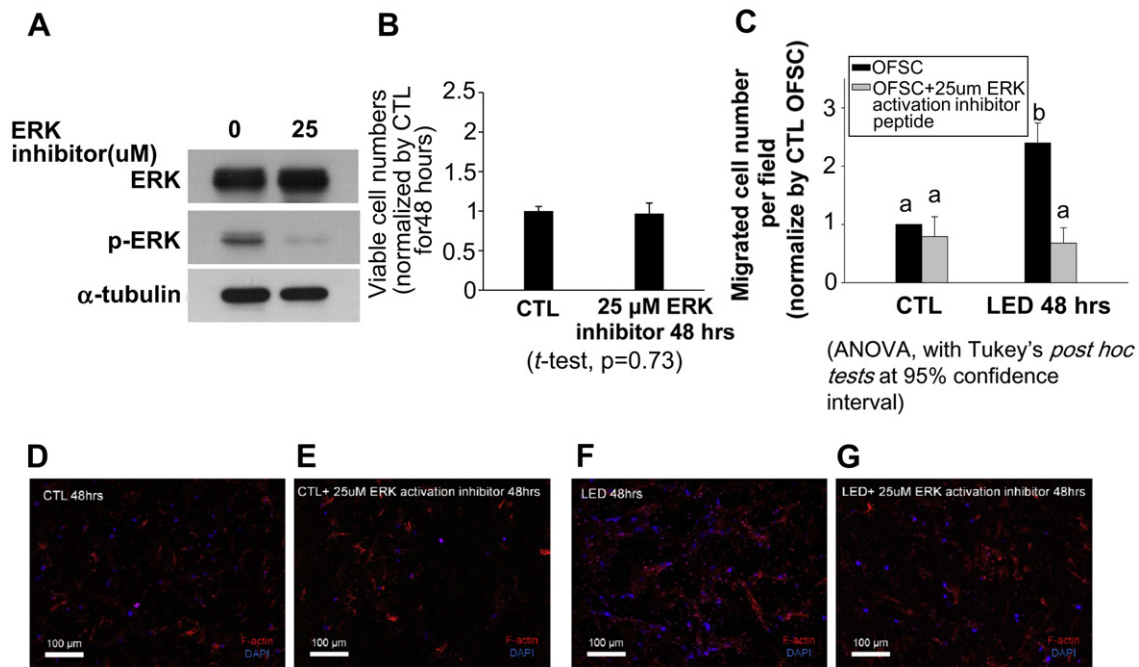 A
ERK
inhibitor(uM)
0 25
ERK
p-ERK
α-tubulin
B
Viable cell numbers
(normalized by CTL
for48 hours)
2.5
2
1.5
1
0.5
0
CTL
25 µM ERK
inhibitor 48 hrs
(t-test, p=0.73)
C
Migrated cell number
per field
(normalize by CTL OFSC)
OFSC
OFSC+25um ERK
activation inhibitor
peptide
3
2
1
0
a
a
b
a
CTL
LED 48 hrs
(ANOVA, with Tukey's post hoc
tests at 95% confidence
interval)
D
CTL 48hrs
100 µm
F-actin
DAPI
E
CTL+ 25uM ERK activation inhibitor 48hrs
100 µm
F-actin
DAPI
F
LED 48hrs
100 µm
F-actin
DAPI
G
LED+ 25uM ERK activation inhibitor 48hrs
100 µm
F-actin
DAPI